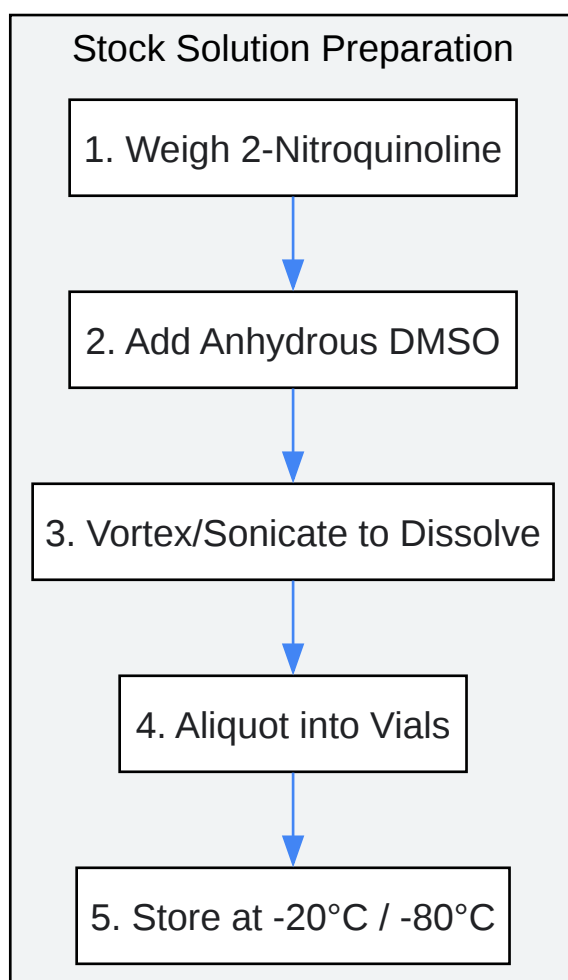 Stock Solution Preparation
1. Weigh 2-Nitroquinoline
2. Add Anhydrous DMSO
3. Vortex/Sonicate to Dissolve
4. Aliquot into Vials
5. Store at -20°C / -80°C